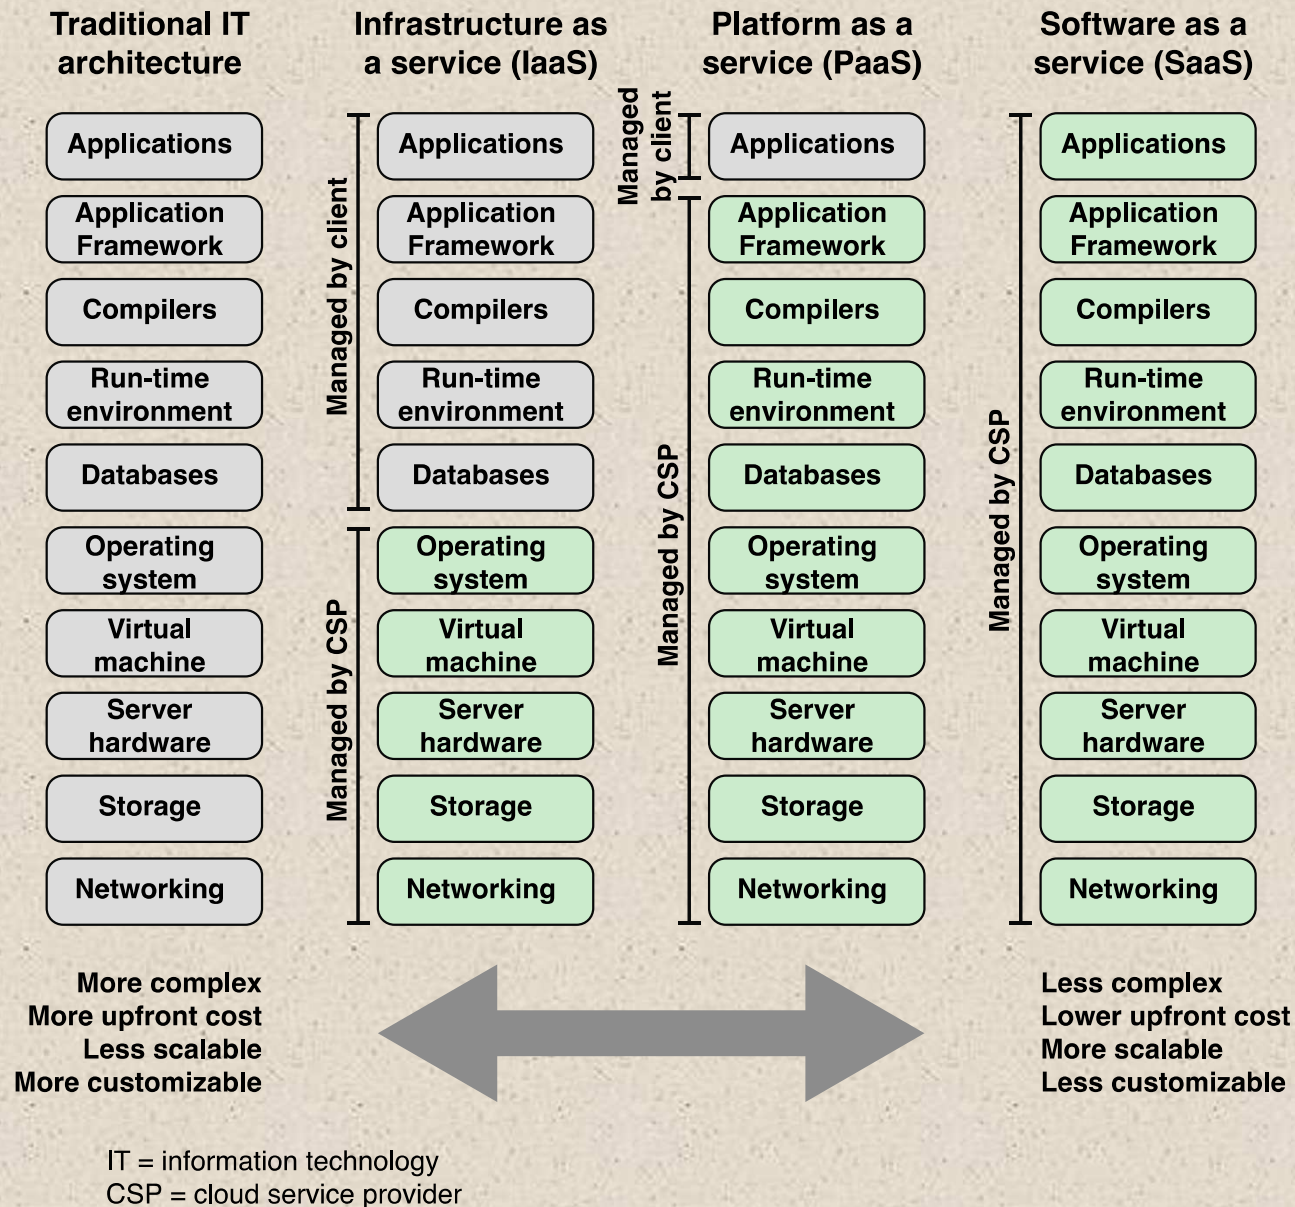 Traditional IT
architecture
Applications
Application
Framework
Compilers
Run-time
environment
Databases
Operating
system
Virtual
machine
Server
hardware
Storage
Networking
Infrastructure as
a service (IaaS)
Managed by client
Managed by CSP
Applications
Application
Framework
Compilers
Run-time
environment
Databases
Operating
system
Virtual
machine
Server
hardware
Storage
Networking
Platform as a
service (PaaS)
Managed
by client
Managed by CSP
Applications
Application
Framework
Compilers
Run-time
environment
Databases
Operating
system
Virtual
machine
Server
hardware
Storage
Networking
Software as a
service (SaaS)
Managed by CSP
Applications
Application
Framework
Compilers
Run-time
environment
Databases
Operating
system
Virtual
machine
Server
hardware
Storage
Networking
More complex
More upfront cost
Less scalable
More customizable
Less complex
Lower upfront cost
More scalable
Less customizable
IT = information technology
CSP = cloud service provider